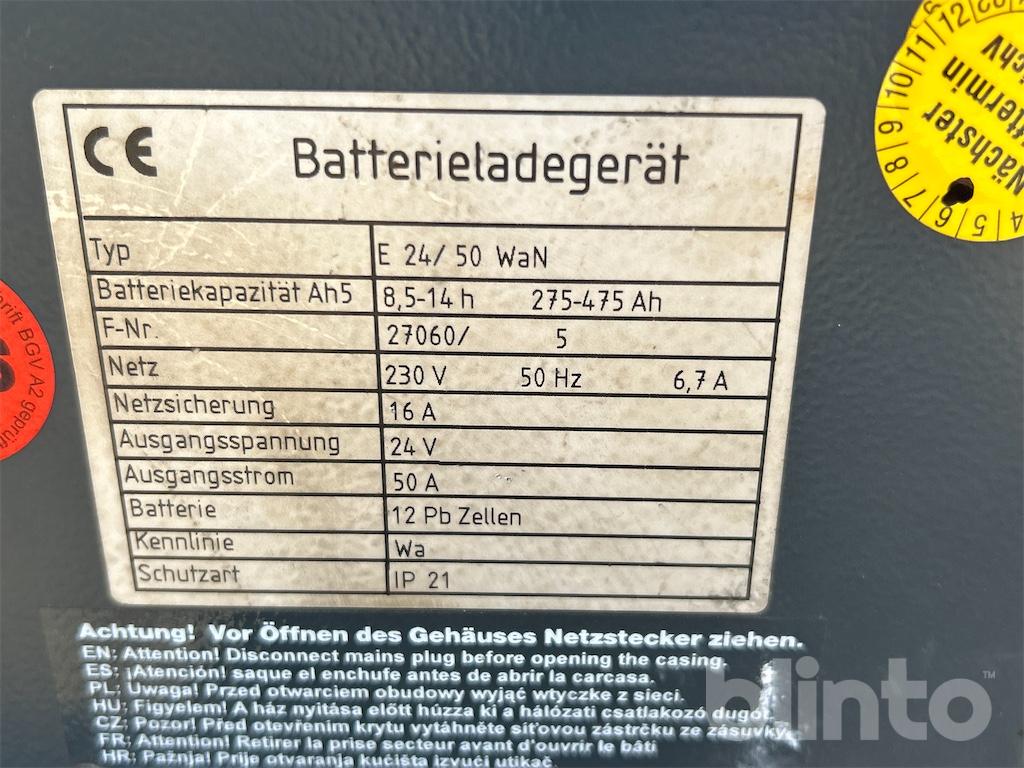 CE Batterieladegerät
Typ E 24/ 50 WaN
Batteriekapazität Ah5 8,5-14 h 275-475 Ah
F-Nr. 27060/ 5
Netz 230 V 50 Hz 6,7 A
Netzsicherung 16 A
Ausgangsspannung 24 V
Ausgangsstrom 50 A
Batterie 12 Pb Zellen
Kennlinie Wa
Schutzart IP 21
Achtung! Vor Öffnen des Gehäuses Netzstecker ziehen.
EN: Attention! Disconnect mains plug before opening the casing.
ES: ¡Atención! saque el enchufe antes de abrir la carcasa.
PL: Uwaga! Przed otwarciem obudowy wyjąć wtyczke z sieci.
HU: Figyelem! A ház nyitása előtt húzza ki a hálózati csatlakozó dugót.
CZ: Pozor! Před otevřením krytu vytáhněte síťovou zástrčku ze zásuvky.
FR: Attention! Retirer la prise secteur avant d'ouvrir le bâti
HR: Pažnja! Prije otvaranja kućišta izvući utikač.
Nächster
4 5 6 7 8 9 10 11 12
BGV A2 geprüft
blinto™